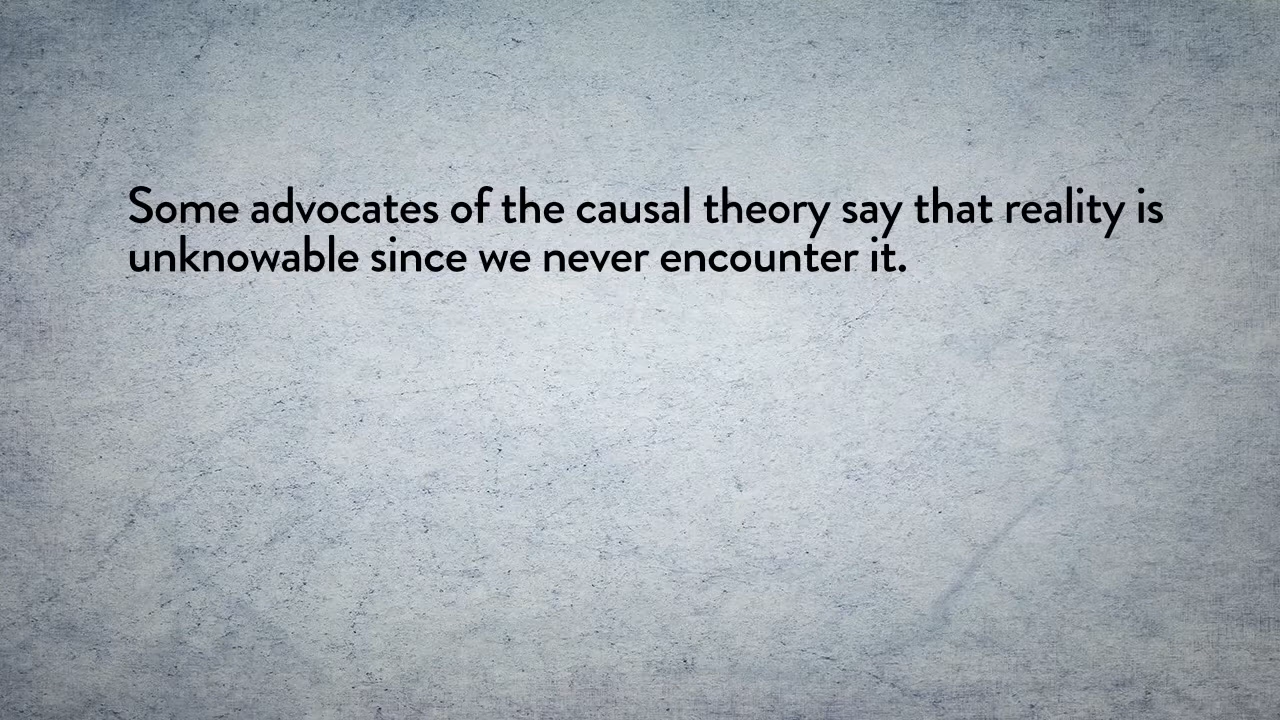 Some advocates of the causal theory say that reality is
unknowable since we never encounter it.